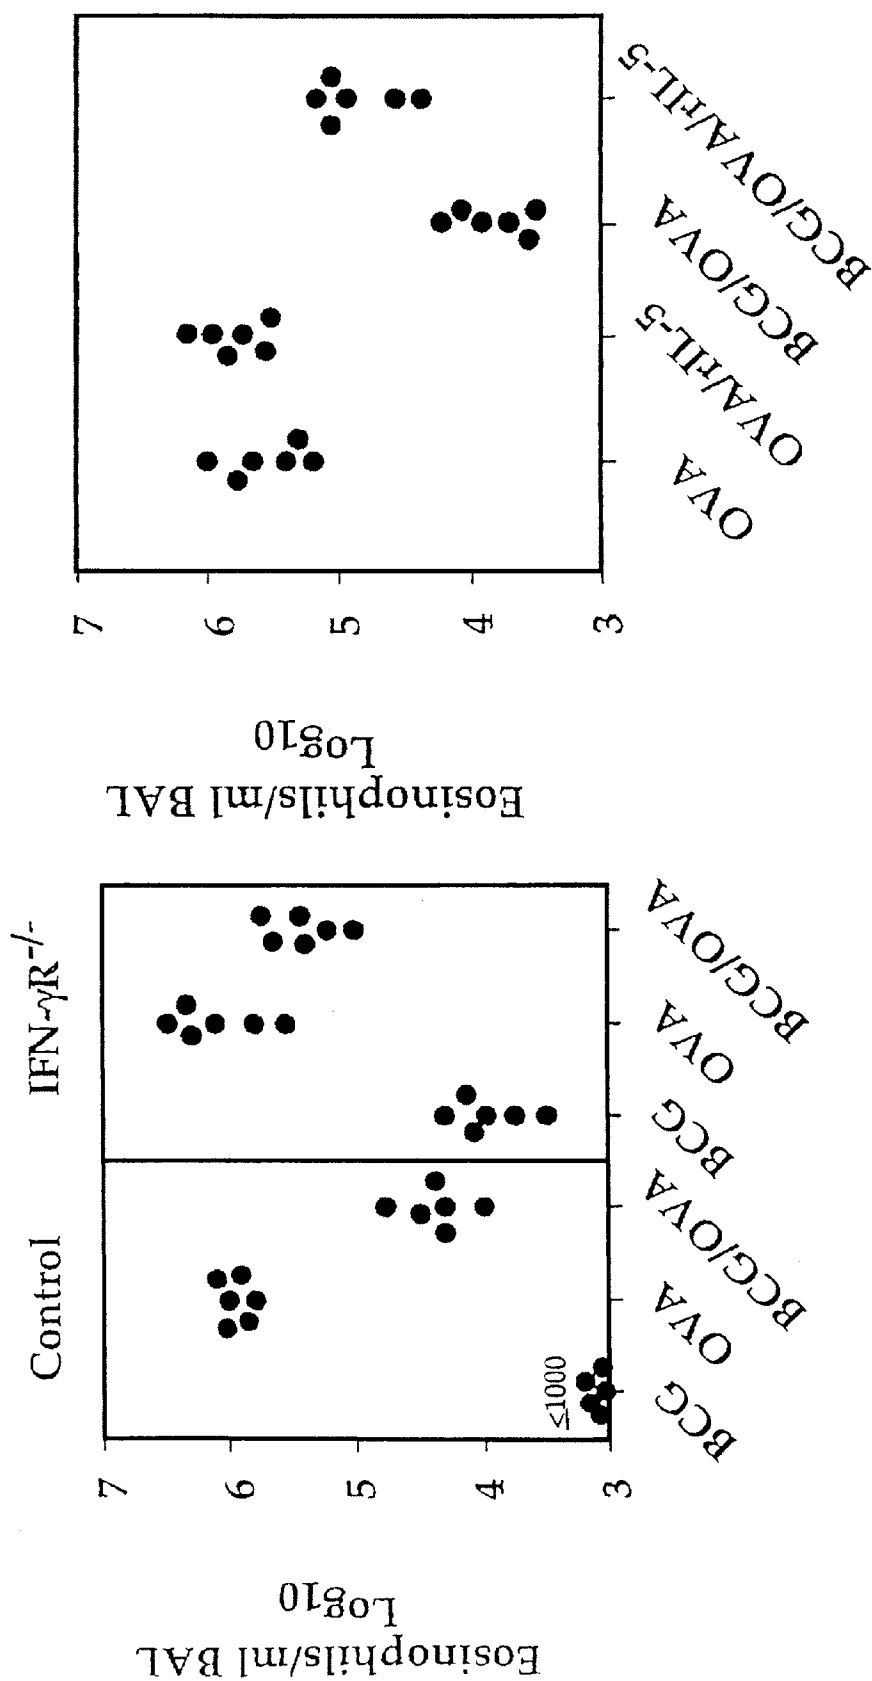 Control
IFN-γR-/-
Eosinophils/ml BAL
Log10
7
6
5
4
3
≤1000
BCG
OVA
BCG/OVA
BCG
OVA
BCG/OVA
Eosinophils/ml BAL
Log10
7
6
5
4
3
OVA
OVA/rIL-5
BCG/OVA
BCG/OVA/rIL-5